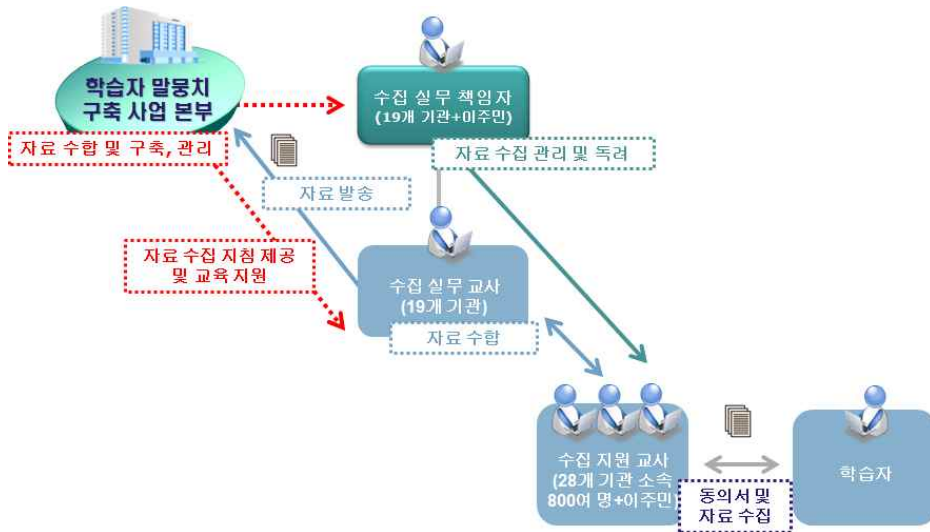 학습자 말뭉치
구축 사업 본부
수집 실무 책임자
(19개 기관+이주민)
자료 수합 및 구축, 관리
자료 수집 관리 및 독려
자료 발송
자료 수집 지침 제공
및 교육 지원
수집 실무 교사
(19개 기관)
자료 수합
수집 지원 교사
(28개 기관 소속
800여 명+이주민)
학습자
동의서 및
자료 수집